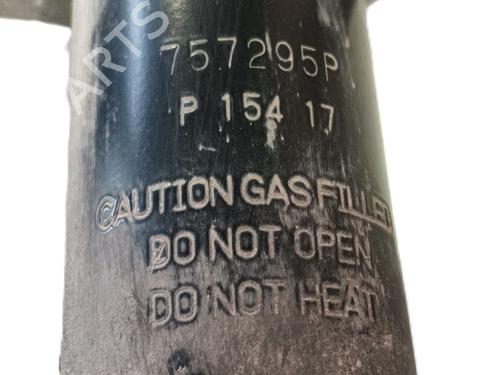 757295P
P 154 17
CAUTION GAS FILLED
DO NOT OPEN
DO NOT HEAT